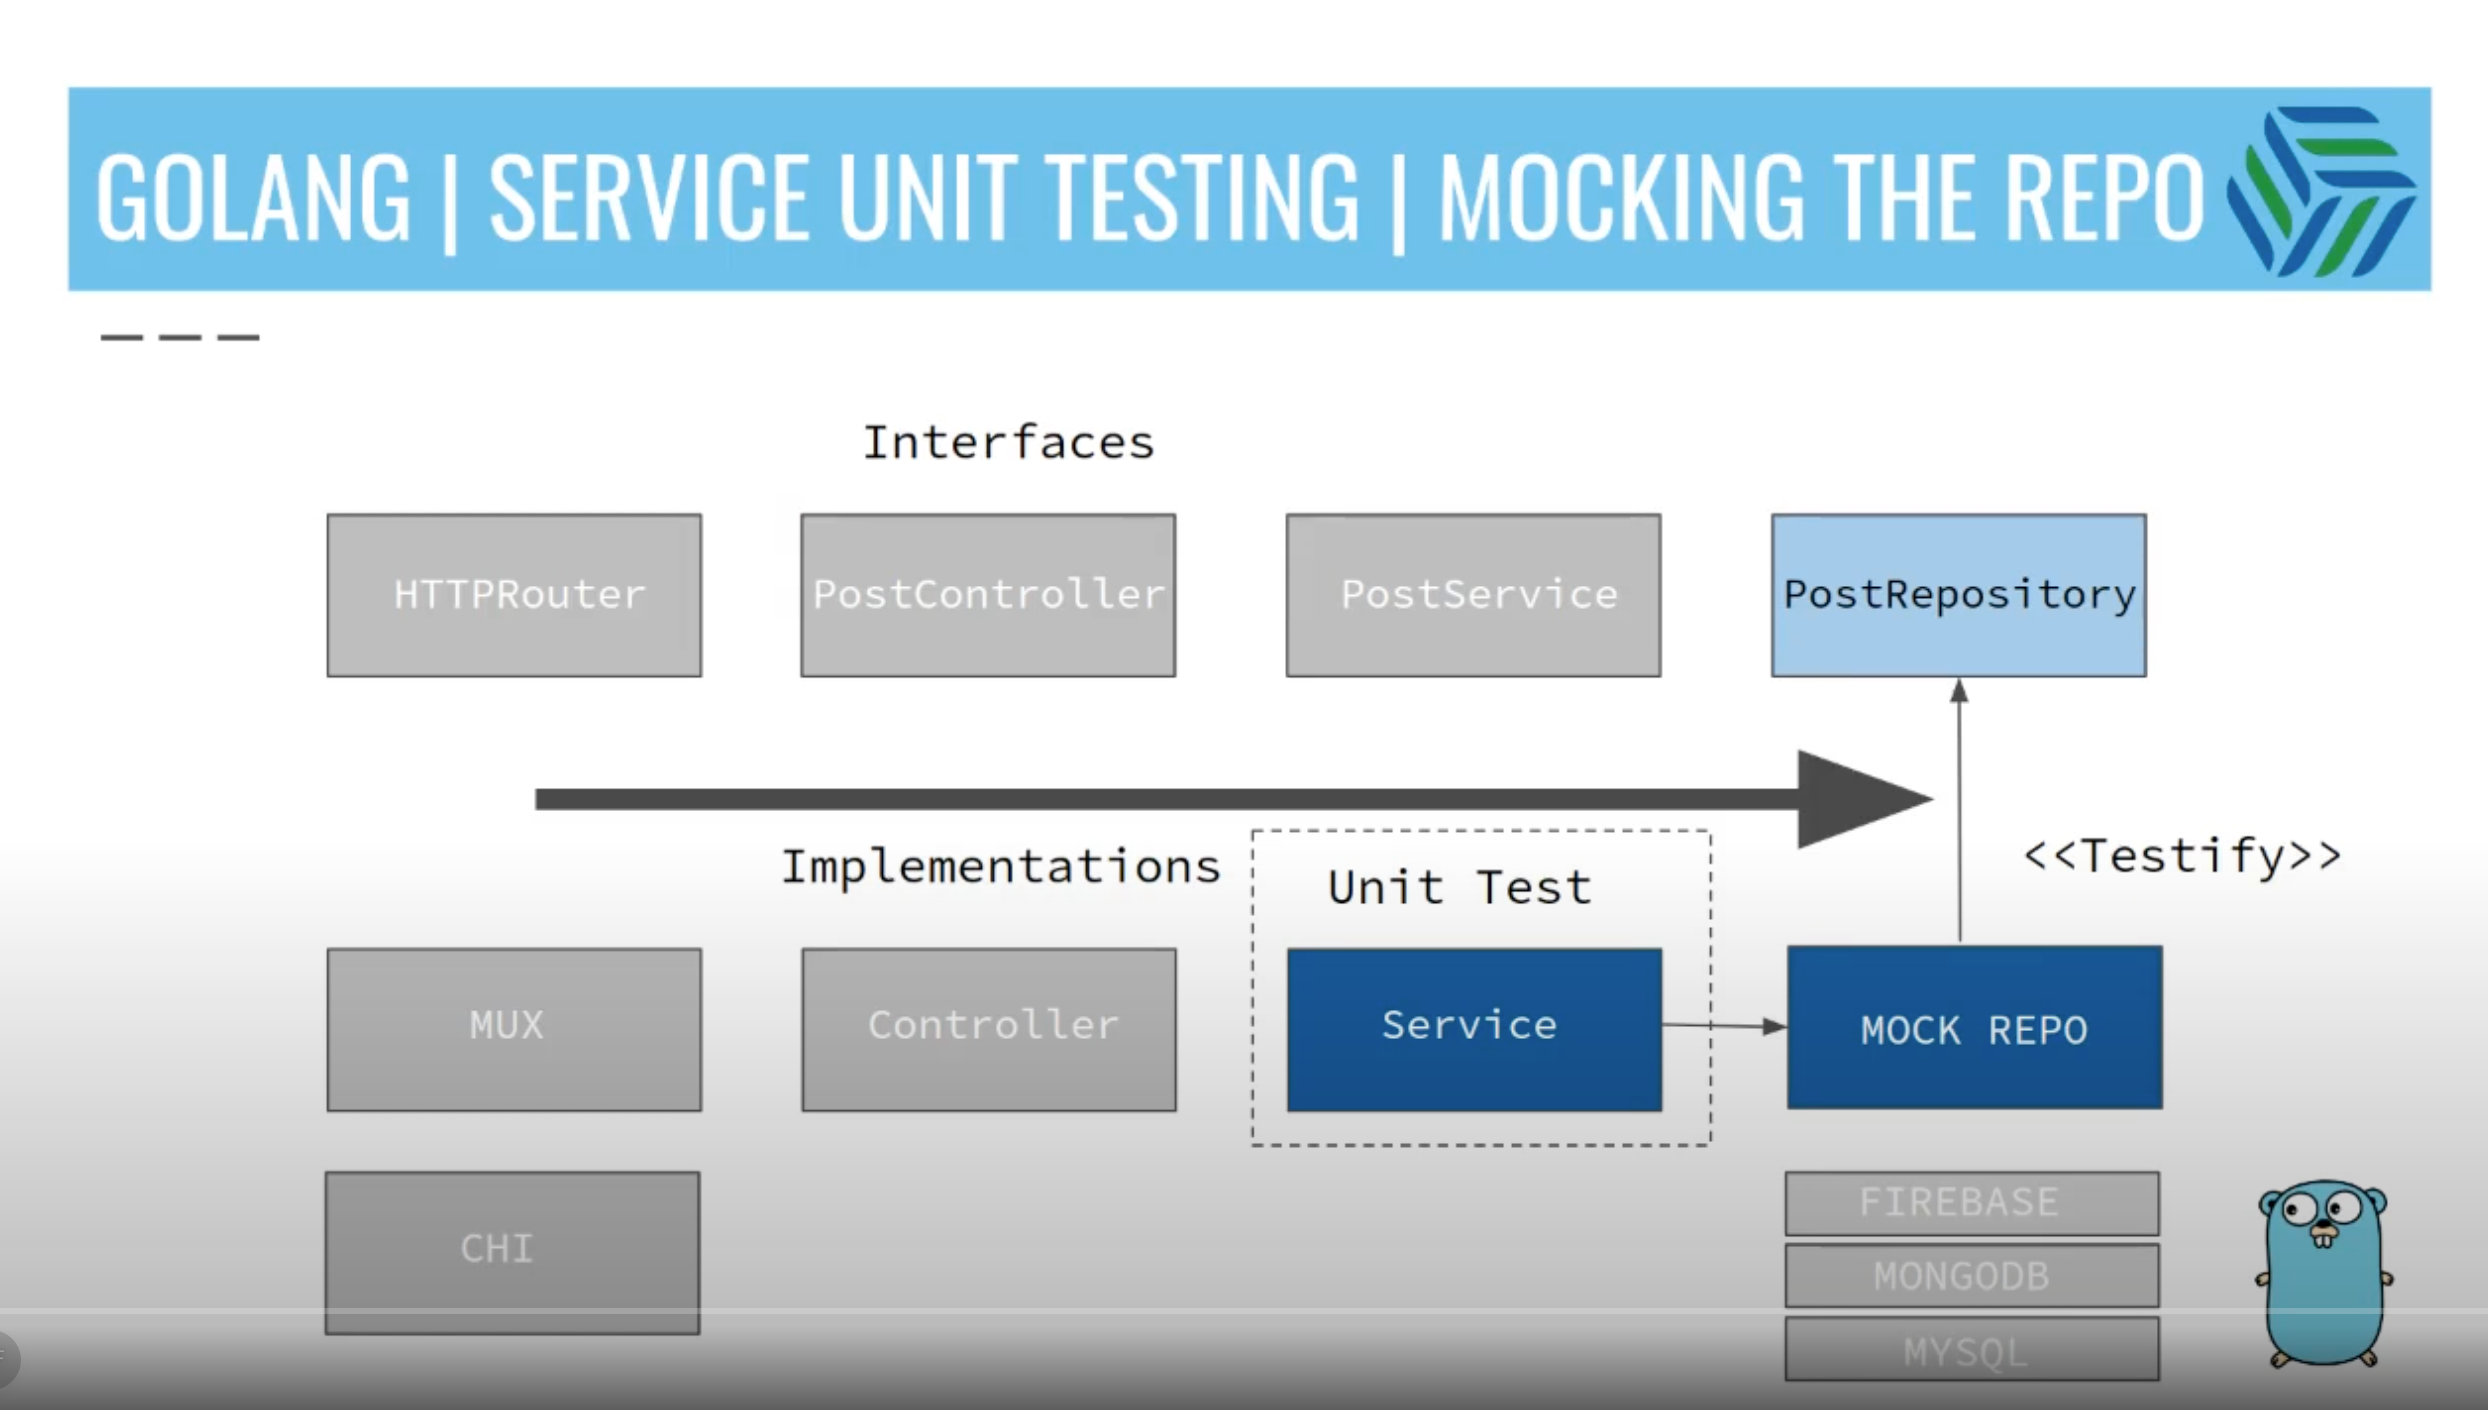 GOLANG | SERVICE UNIT TESTING | MOCKING THE REPO
Interfaces
HTTPRouter
PostController
PostService
PostRepository
Implementations
Unit Test
<<Testify>>
MUX
Controller
Service
MOCK REPO
CHI
FIREBASE
MONGODB
MYSQL